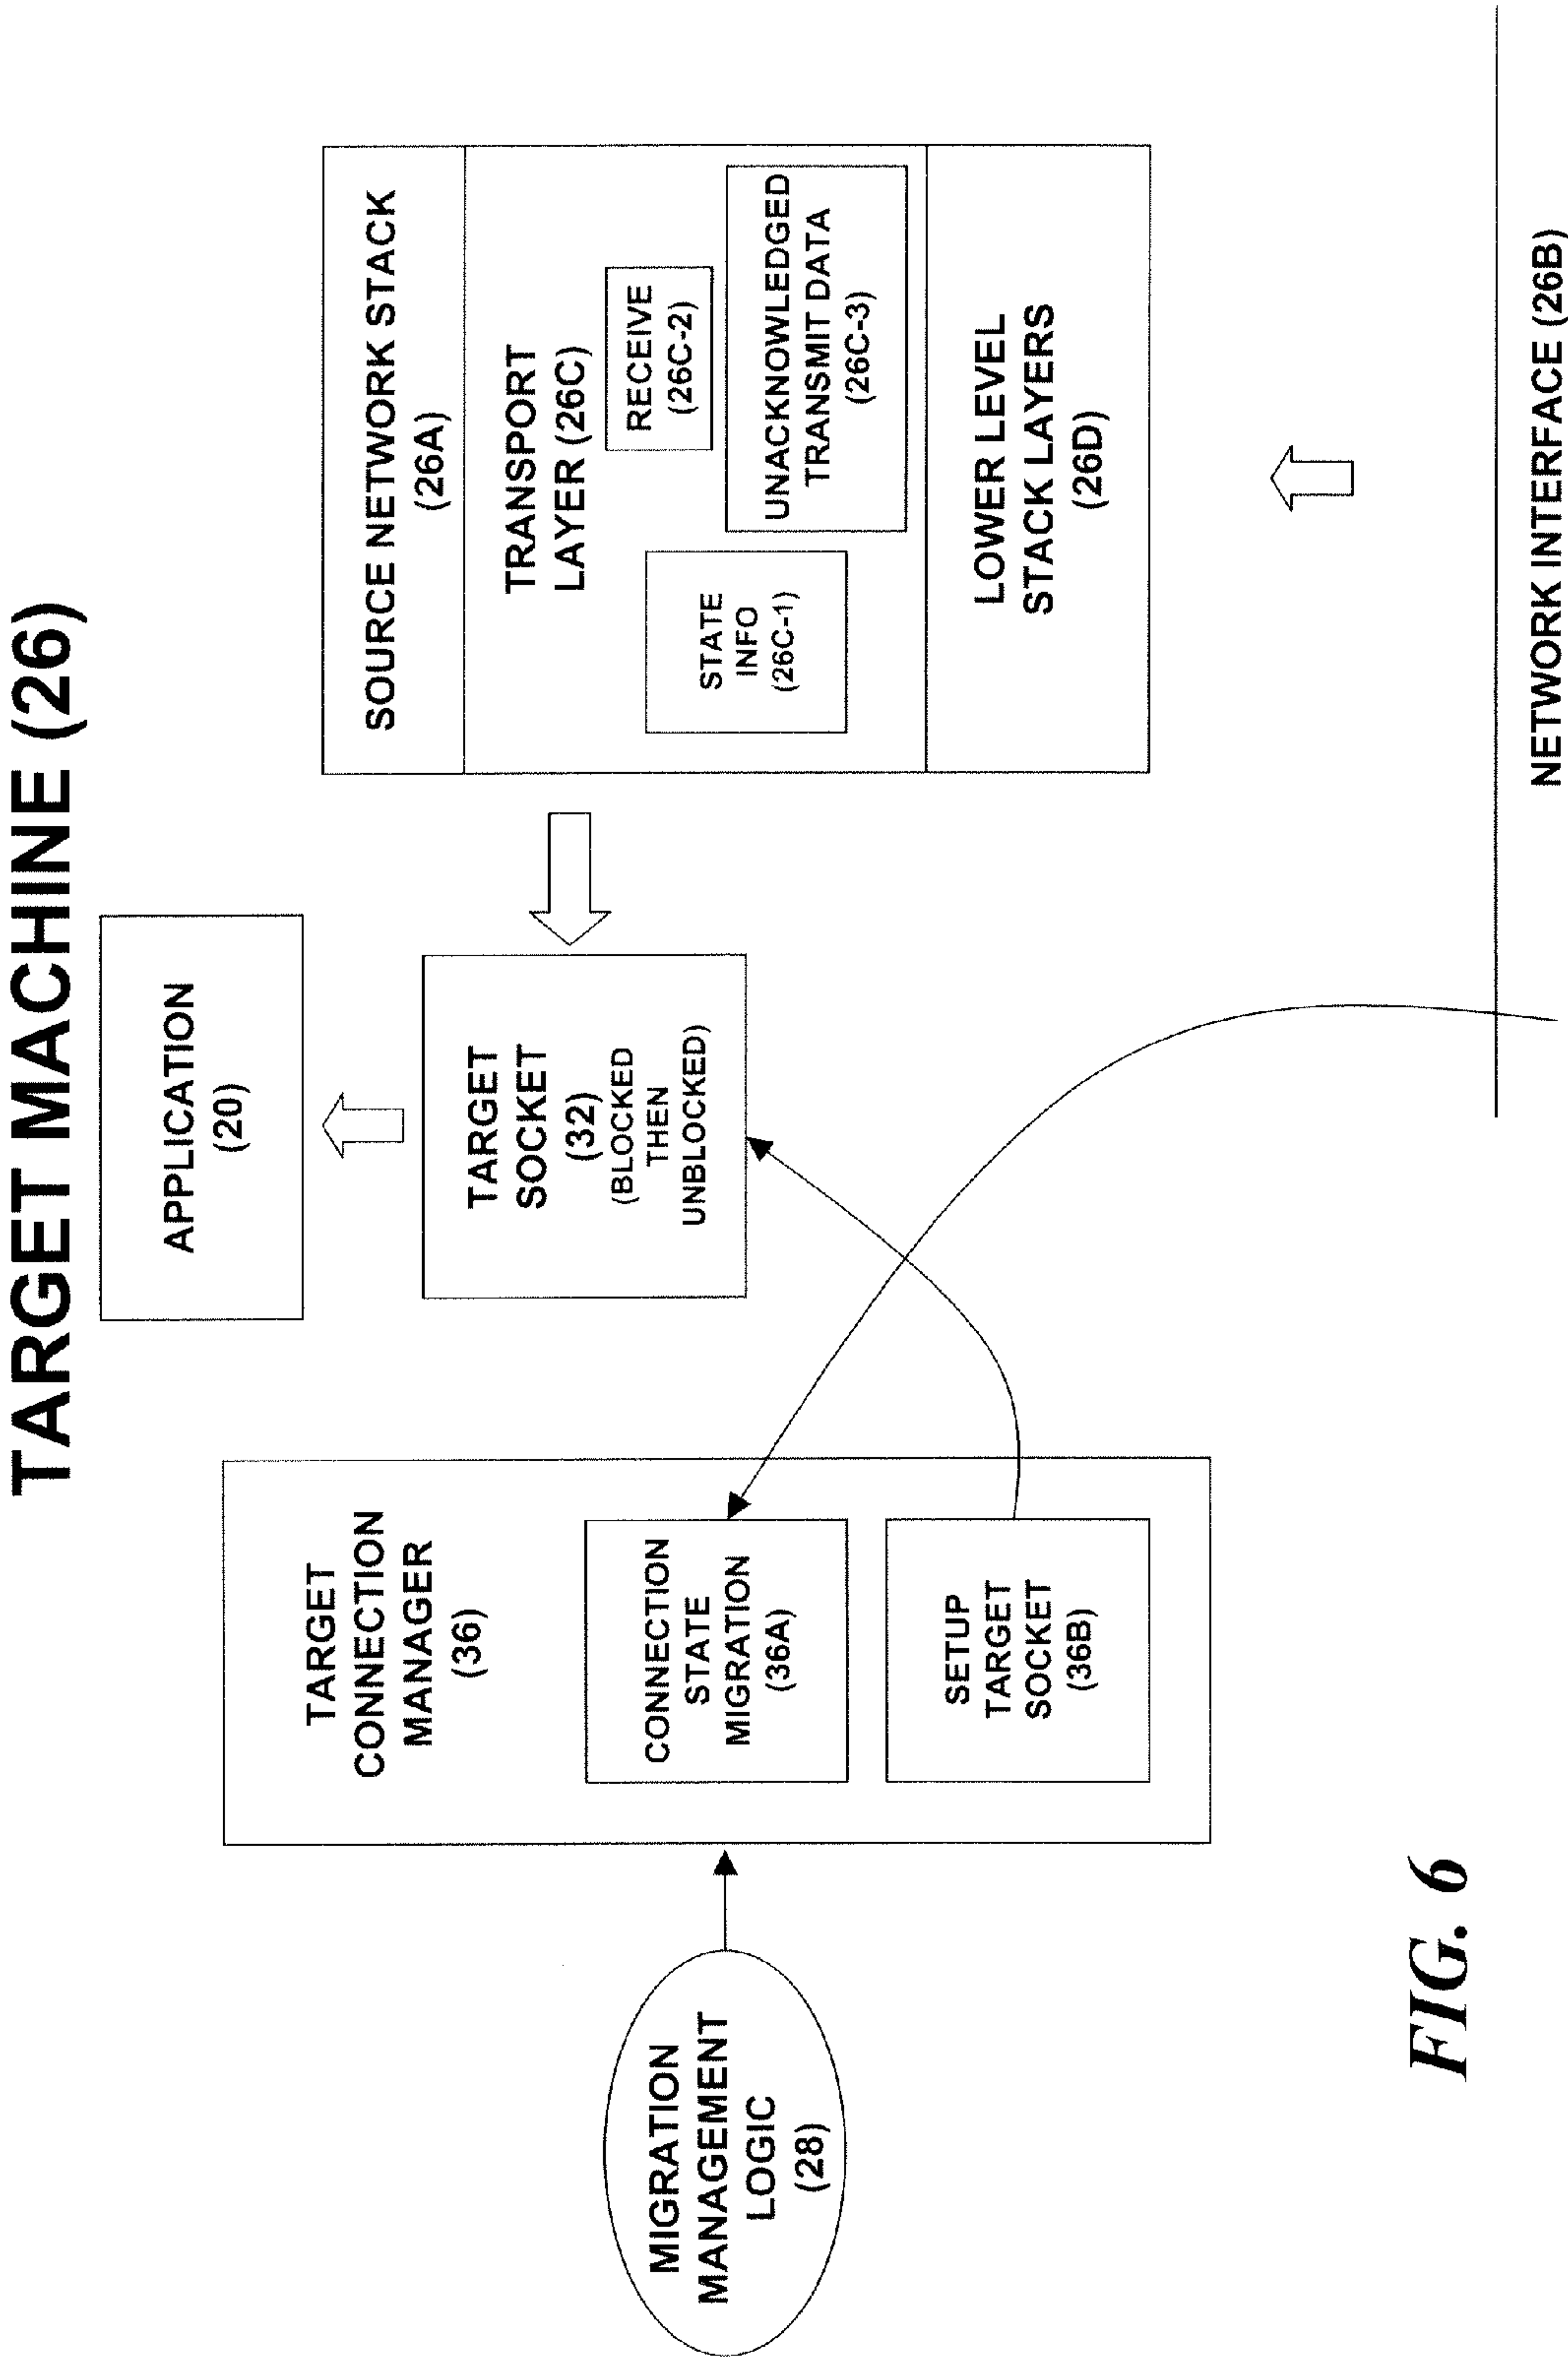 TARGET MACHINE (26)
APPLICATION
(20)
SOURCE NETWORK STACK
(26A)
TRANSPORT
LAYER (26C)
RECEIVE
(26C-2)
STATE
INFO
(26C-1)
UNACKNOWLEDGED
TRANSMIT DATA
(26C-3)
LOWER LEVEL
STACK LAYERS
(26D)
TARGET
SOCKET
(32)
(BLOCKED
THEN
UNBLOCKED)
TARGET
CONNECTION
MANAGER
(36)
CONNECTION
STATE
MIGRATION
(36A)
SETUP
TARGET
SOCKET
(36B)
MIGRATION
MANAGEMENT
LOGIC
(28)
NETWORK INTERFACE (26B)
FIG. 6